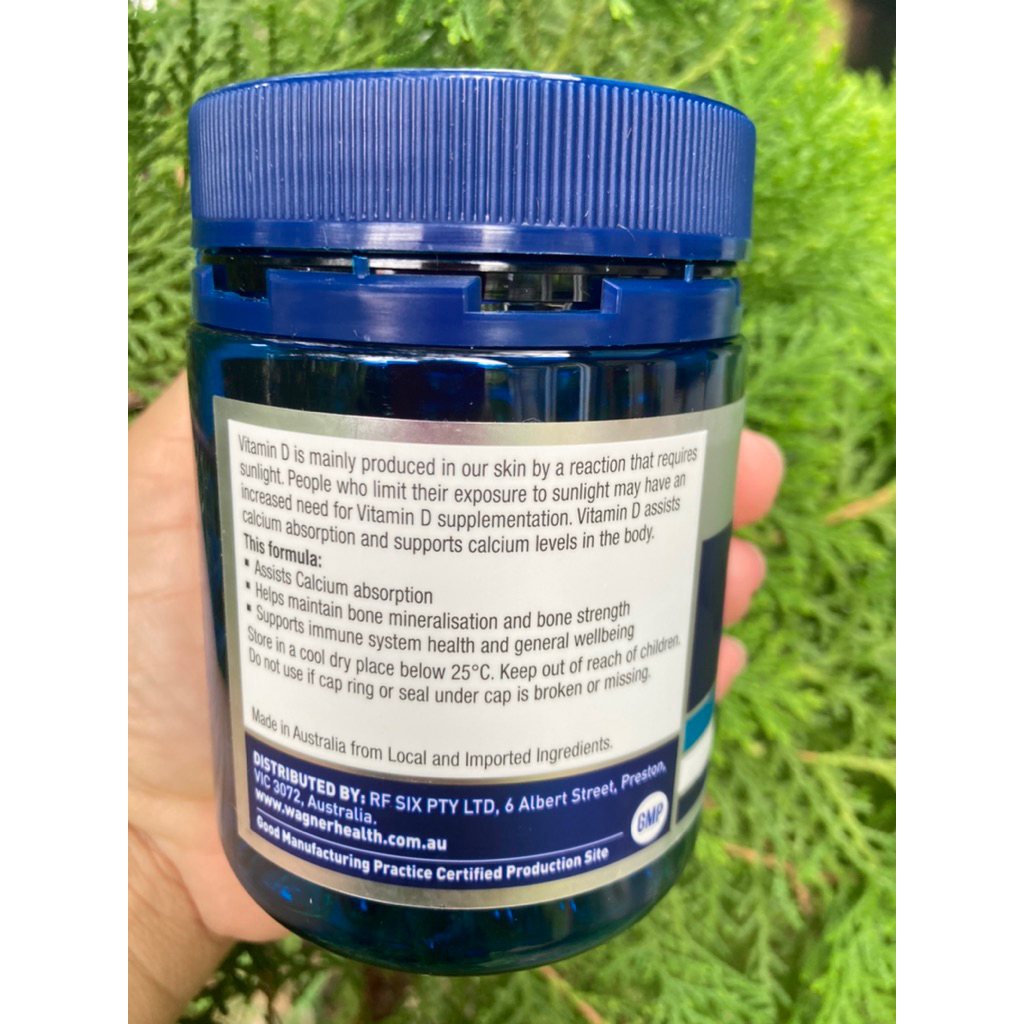 Vitamin D is mainly produced in our skin by a reaction that requires
sunlight. People who limit their exposure to sunlight may have an
increased need for Vitamin D supplementation. Vitamin D assists
calcium absorption and supports calcium levels in the body.
This formula:
▪ Assists Calcium absorption
▪ Helps maintain bone mineralisation and bone strength
▪ Supports immune system health and general wellbeing
Store in a cool dry place below 25°C. Keep out of reach of children.
Do not use if cap ring or seal under cap is broken or missing.
Made in Australia from Local and Imported Ingredients.
DISTRIBUTED BY: RF SIX PTY LTD, 6 Albert Street, Preston,
VIC 3072, Australia.
www.wagnerhealth.com.au
Good Manufacturing Practice Certified Production Site
GMP